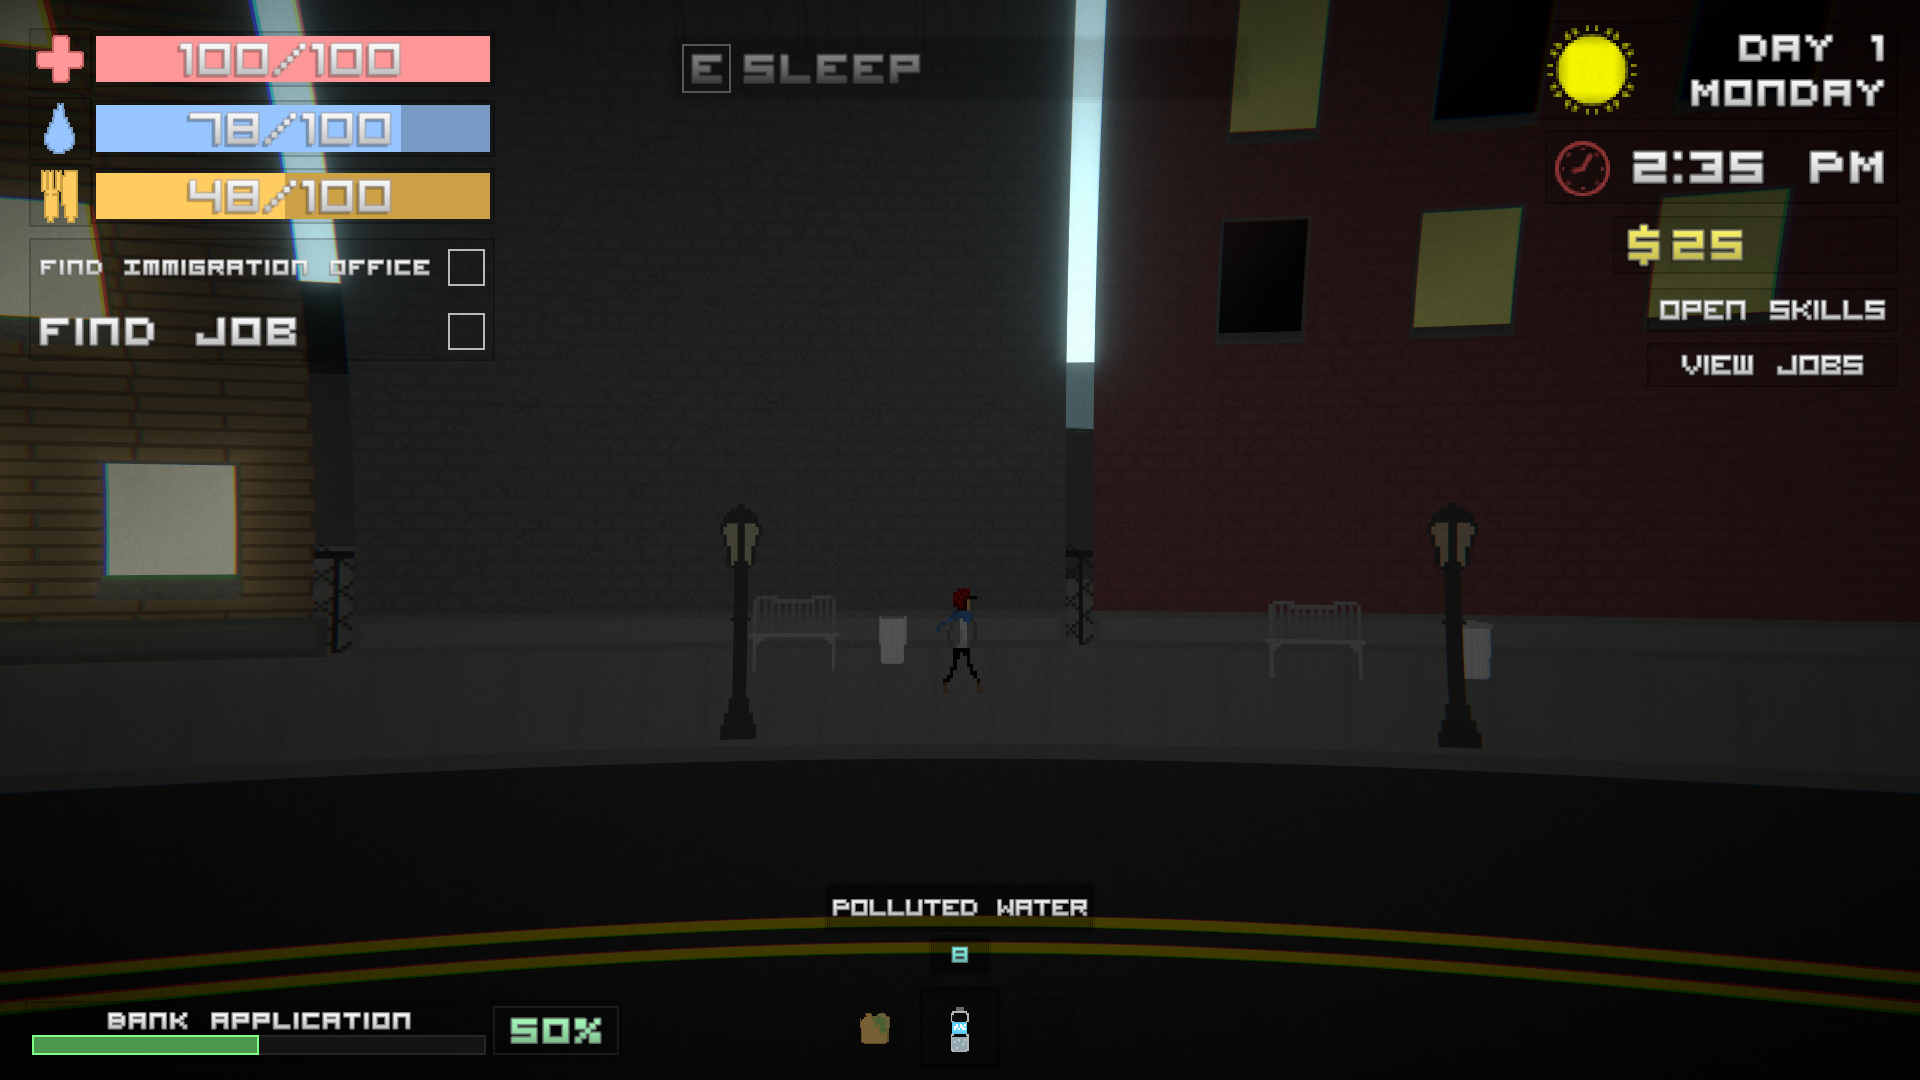 100/100
78/100
48/100
FIND IMMIGRATION OFFICE
FIND JOB
E SLEEP
DAY 1
MONDAY
2:35 PM
$25
OPEN SKILLS
VIEW JOBS
POLLUTED WATER
8
BANK APPLICATION
50%